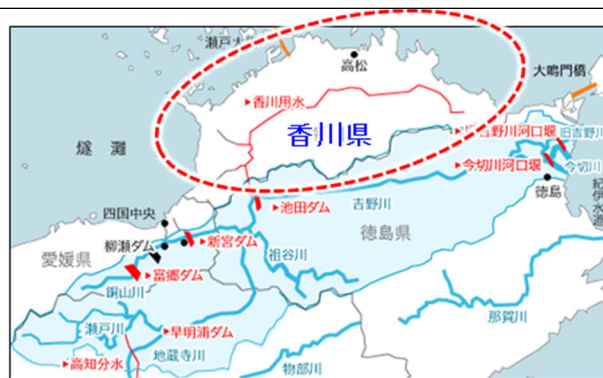 瀬戸大
高松
大鳴門橋
▶香川用水
香川県
▶旧吉野川河口堰
旧吉野川
燧 灘
▶今切川河口堰
今切川
紀伊水道
徳島
▶池田ダム
吉野川
四国中央
徳島県
柳瀬ダム
▶新宮ダム
愛媛県
祖谷川
▶富郷ダム
銅山川
那賀川
瀬戸川
▶早明浦ダム
地蔵寺川
▶高知分水
物部川